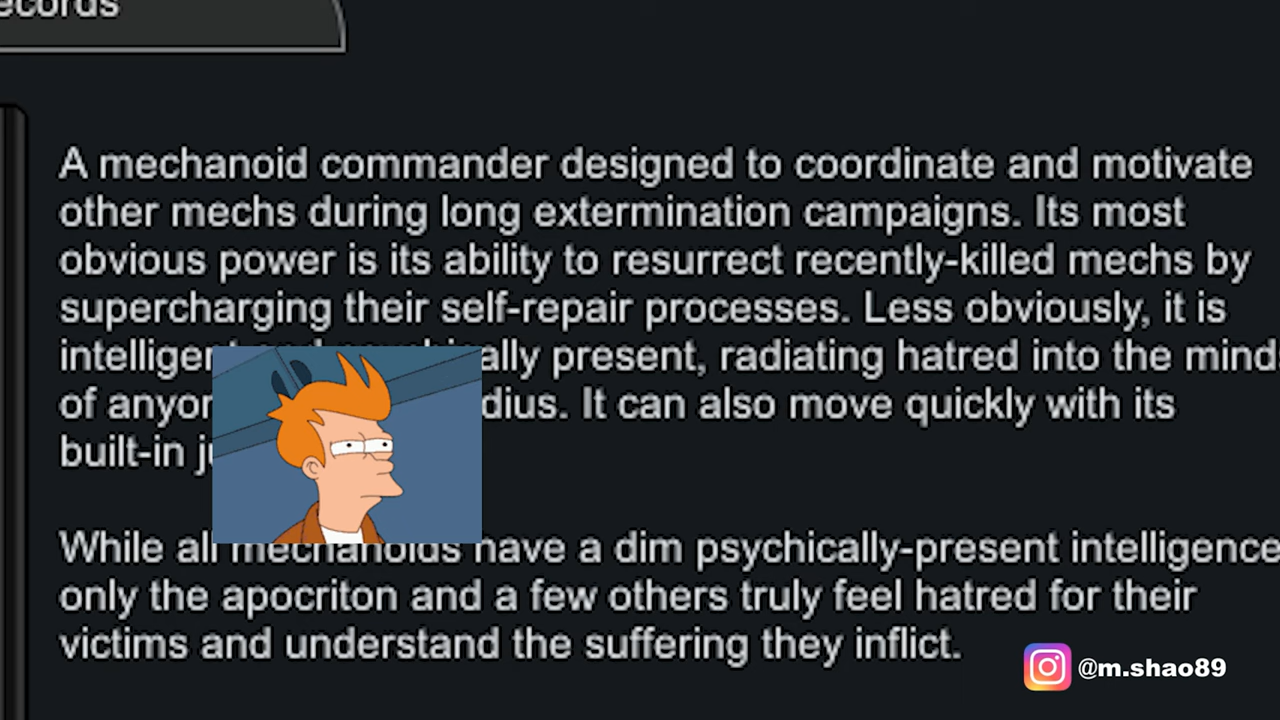 ecords
A mechanoid commander designed to coordinate and motivate
other mechs during long extermination campaigns. Its most
obvious power is its ability to resurrect recently-killed mechs by
supercharging their self-repair processes. Less obviously, it is
present, radiating hatred into the mind
of It can also move quickly with its
built-in
While all mechanoids have a dim psychically-present intelligence
only the apocriton and a few others truly feel hatred for their
victims and understand the suffering they inflict.
@m.shao89